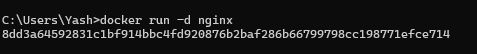 C:\Users\Yash>docker run -d nginx
8dd3a64592831c1bf914bbc4fd920876b2baf286b66799798cc198771efce714